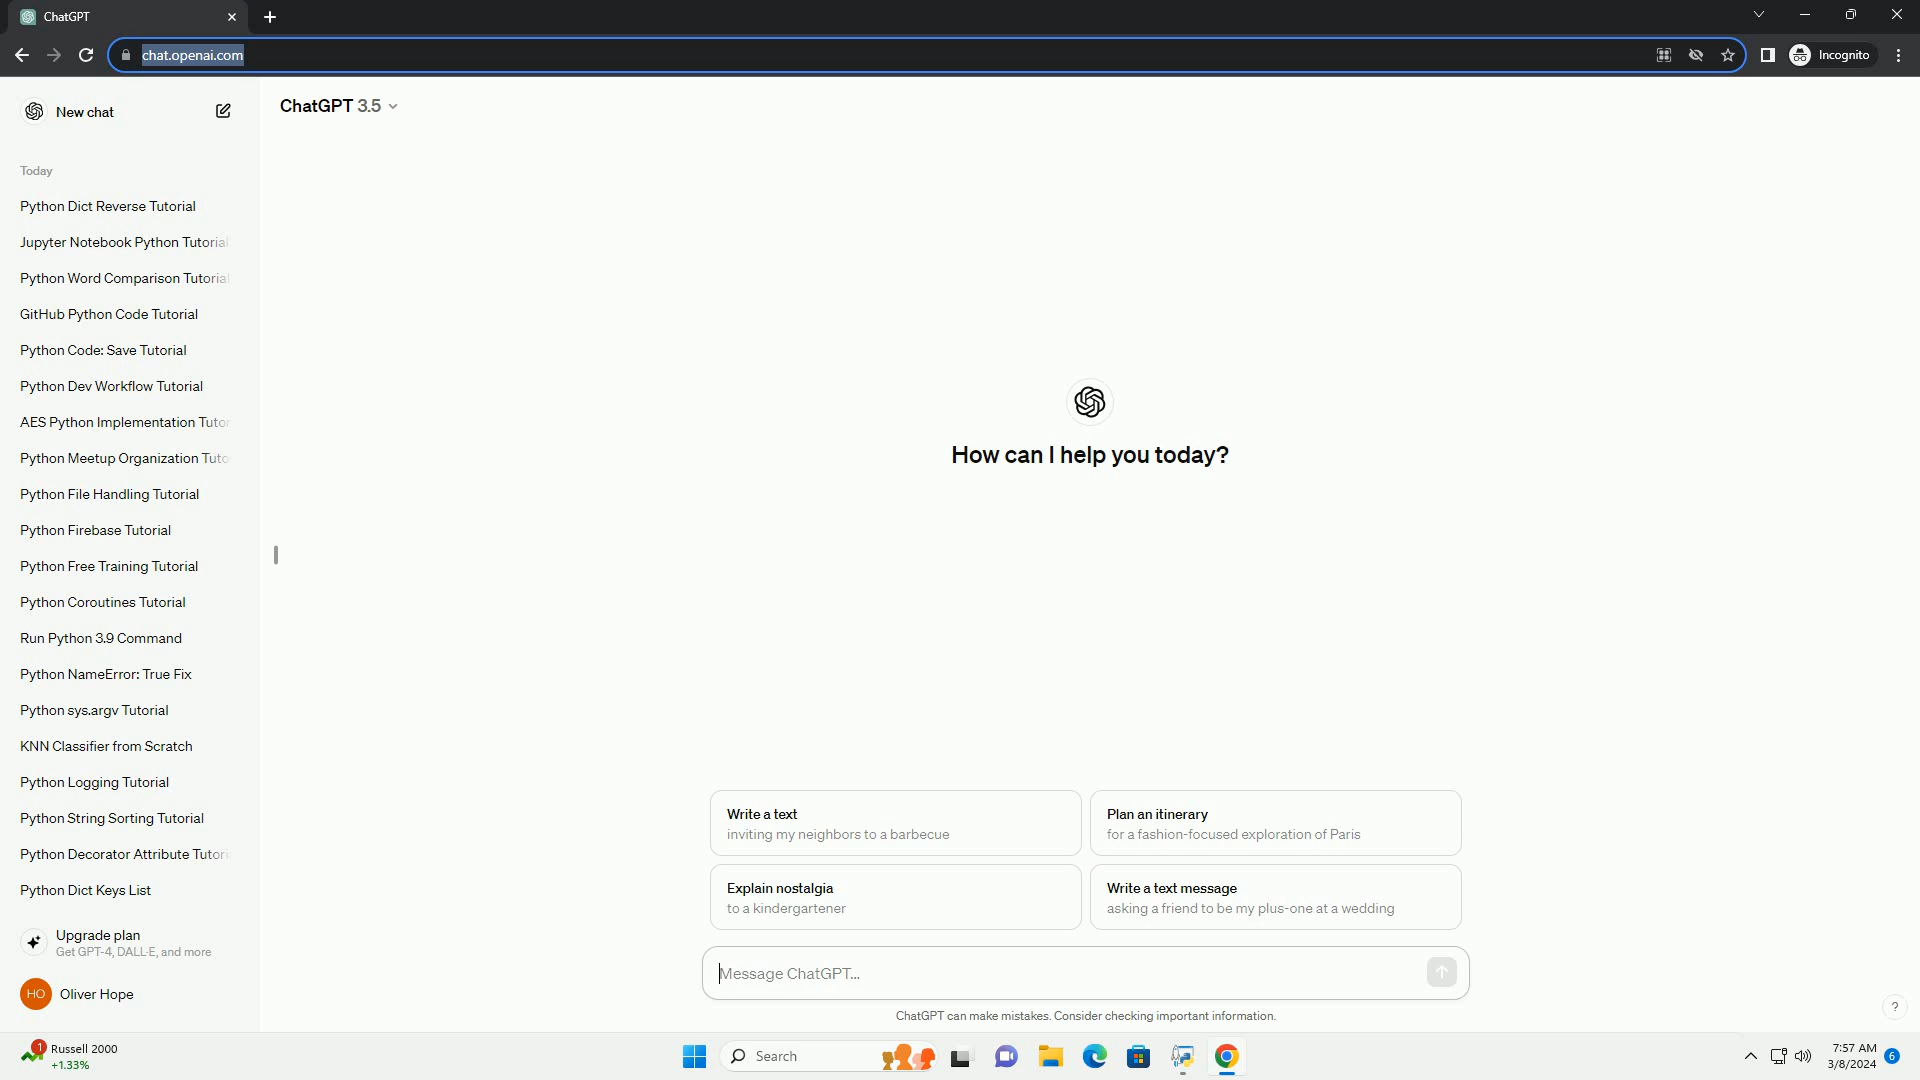 ChatGPT
chat.openai.com
Incognito
New chat
ChatGPT 3.5
Today
Python Dict Reverse Tutorial
Jupyter Notebook Python Tutorial
Python Word Comparison Tutorial
GitHub Python Code Tutorial
Python Code: Save Tutorial
Python Dev Workflow Tutorial
AES Python Implementation Tutor
Python Meetup Organization Tuto
Python File Handling Tutorial
Python Firebase Tutorial
Python Free Training Tutorial
Python Coroutines Tutorial
Run Python 3.9 Command
Python NameError: True Fix
Python sys.argv Tutorial
KNN Classifier from Scratch
Python Logging Tutorial
Python String Sorting Tutorial
Python Decorator Attribute Tutori
Python Dict Keys List
Upgrade plan
Get GPT-4, DALL·E, and more
HO Oliver Hope
How can I help you today?
Write a text
inviting my neighbors to a barbecue
Plan an itinerary
for a fashion-focused exploration of Paris
Explain nostalgia
to a kindergartener
Write a text message
asking a friend to be my plus-one at a wedding
Message ChatGPT...
ChatGPT can make mistakes. Consider checking important information.
?
1
Russell 2000
+1.33%
Search
7:57 AM
3/8/2024
6